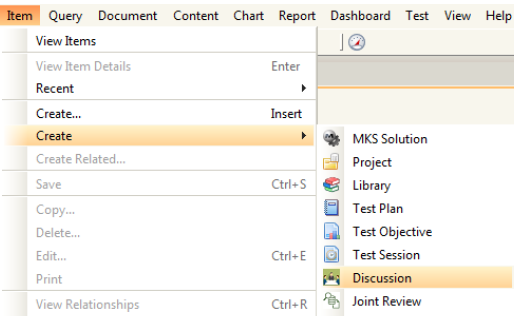 Item Query Document Content Chart Report Dashboard Test View Help
View Items
View Item Details Enter
Recent
Create... Insert
Create
Create Related...
Save Ctrl+S
Copy...
Delete...
Edit... Ctrl+E
Print
View Relationships Ctrl+R
MKS Solution
Project
Library
Test Plan
Test Objective
Test Session
Discussion
Joint Review